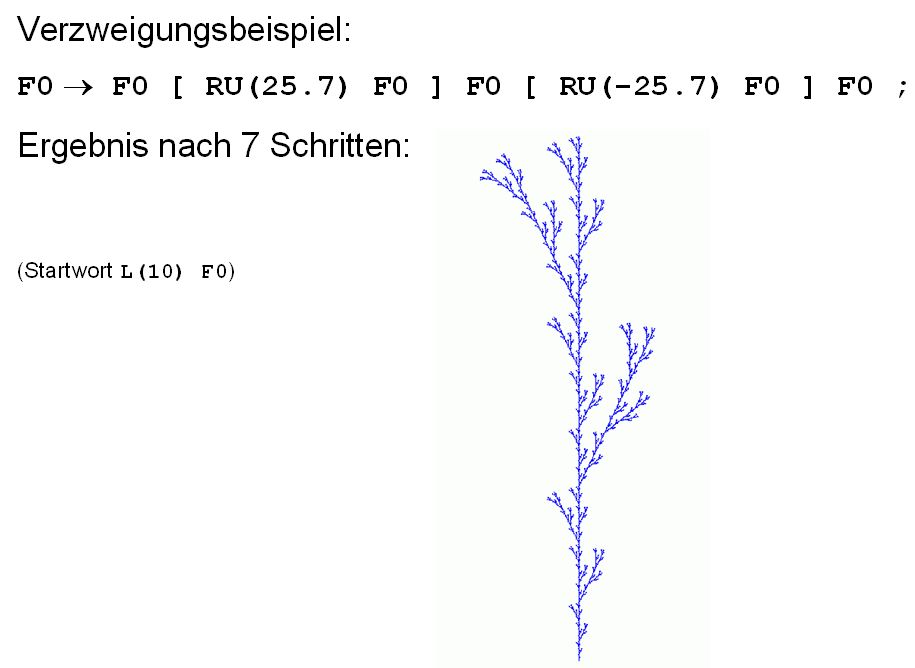 Verzweigungsbeispiel:
F0 → F0 [ RU(25.7) F0 ] F0 [ RU(-25.7) F0 ] F0 ;
Ergebnis nach 7 Schritten:
(Startwort L(10) F0)